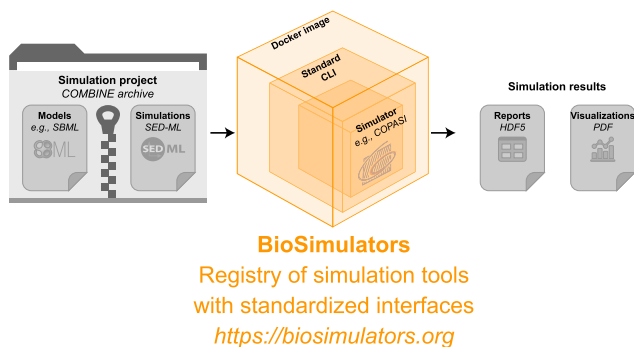 Docker image
Standard
CLI
Simulation project
COMBINE archive
Models
e.g., SBML
ML
Simulations
SED-ML
SED ML
Simulator
e.g., COPASI
Simulation results
Reports
HDF5
Visualizations
PDF
BioSimulators
Registry of simulation tools
with standardized interfaces
https://biosimulators.org